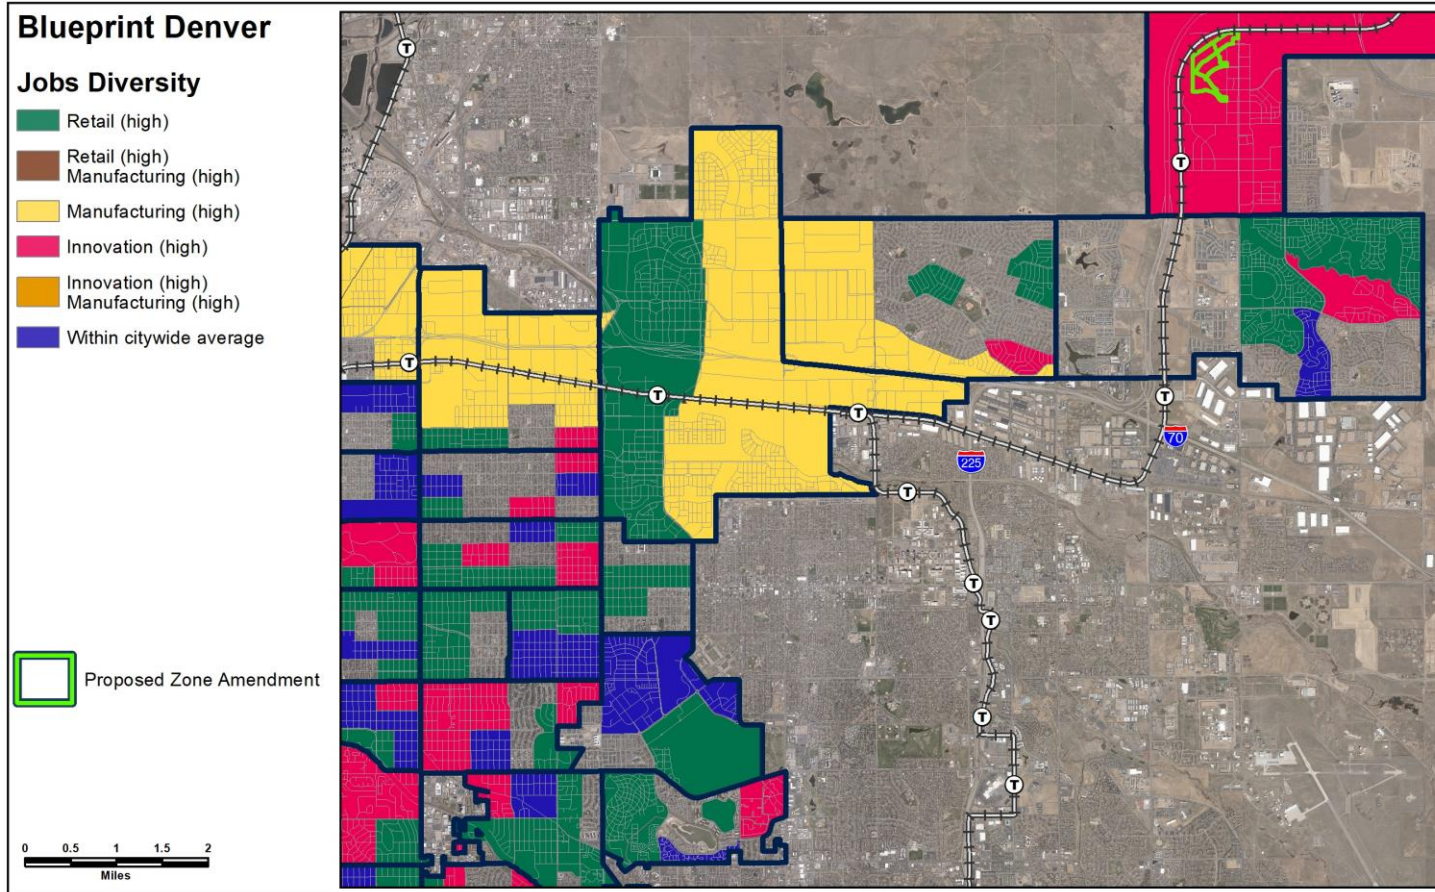 Blueprint Denver
Jobs Diversity
Retail (high)
Retail (high)
Manufacturing (high)
Manufacturing (high)
Innovation (high)
Innovation (high)
Manufacturing (high)
Within citywide average
Proposed Zone Amendment
0 0.5 1 1.5 2
Miles
T
T
T
T
T
T
70
225
T
T
T
T
T